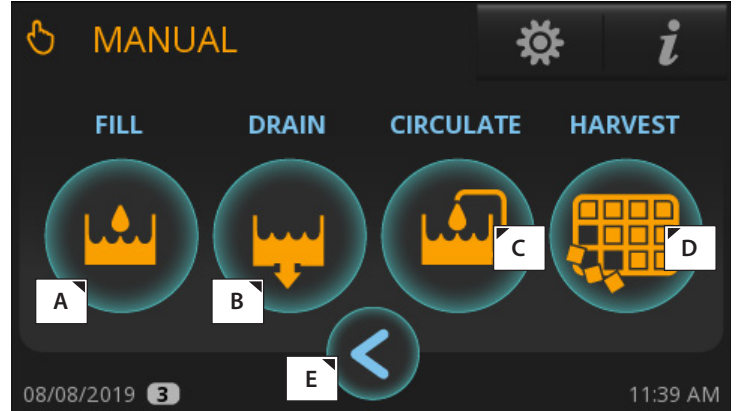 MANUAL i
FILL DRAIN CIRCULATE HARVEST
A B C D
E <
08/08/2019 3 11:39 AM